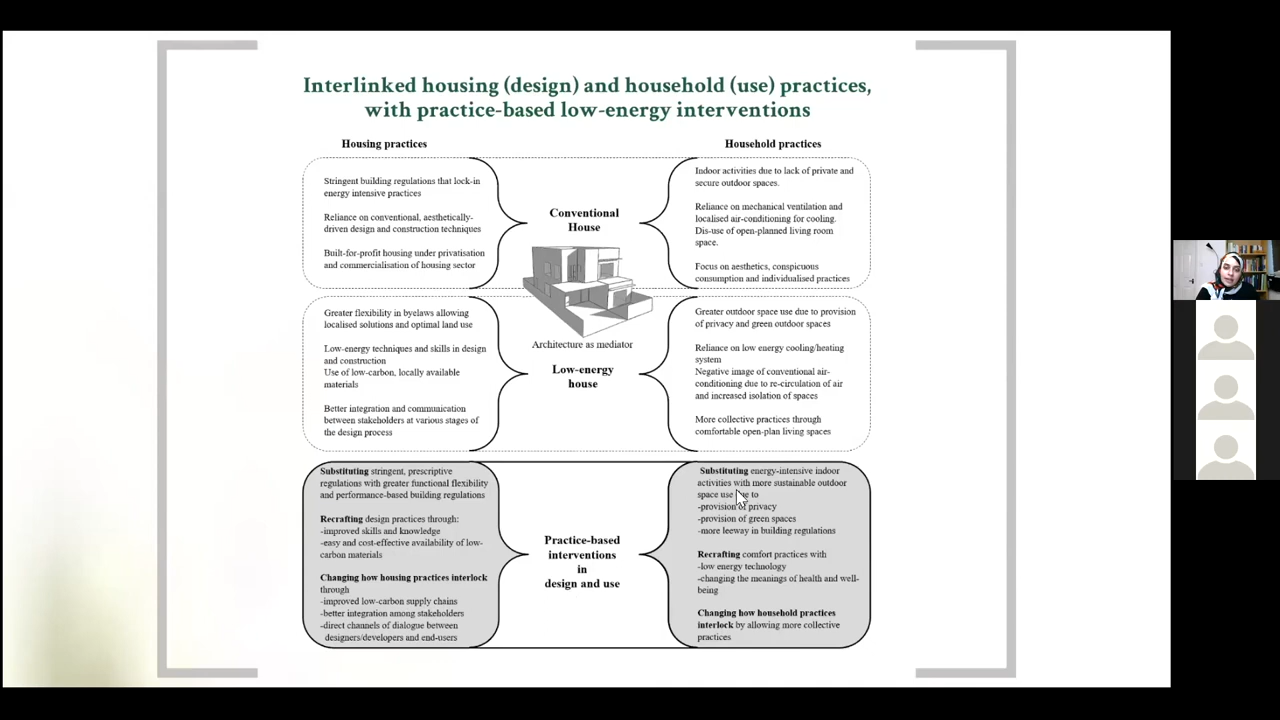 Interlinked housing (design) and household (use) practices,
with practice-based low-energy interventions
Housing practices
Household practices
Stringent building regulations that lock-in
energy intensive practices
Reliance on conventional, aesthetically-
driven design and construction techniques
Built-for-profit housing under privatisation
and commercialisation of housing sector
Conventional
House
Indoor activities due to lack of private and
secure outdoor spaces.
Reliance on mechanical ventilation and
localised air-conditioning for cooling.
Dis-use of open-planned living room
space.
Focus on aesthetics, conspicuous
consumption and individualised practices
Architecture as mediator
Greater flexibility in byelaws allowing
localised solutions and optimal land use
Low-energy techniques and skills in design
and construction
Use of low-carbon, locally available
materials
Better integration and communication
between stakeholders at various stages of
the design process
Low-energy
house
Greater outdoor space use due to provision
of privacy and green outdoor spaces
Reliance on low energy cooling/heating
system
Negative image of conventional air-
conditioning due to re-circulation of air
and increased isolation of spaces
More collective practices through
comfortable open-plan living spaces
Substituting stringent, prescriptive
regulations with greater functional flexibility
and performance-based building regulations
Recrafting design practices through:
-improved skills and knowledge
-easy and cost-effective availability of low-
carbon materials
Changing how housing practices interlock
through
-improved low-carbon supply chains
-better integration among stakeholders
-direct channels of dialogue between
designers/developers and end-users
Practice-based
interventions
in
design and use
Substituting energy-intensive indoor
activities with more sustainable outdoor
space use to
-provision of privacy
-provision of green spaces
-more leeway in building regulations
Recrafting comfort practices with
-low energy technology
-changing the meanings of health and well-
being
Changing how household practices
interlock by allowing more collective
practices